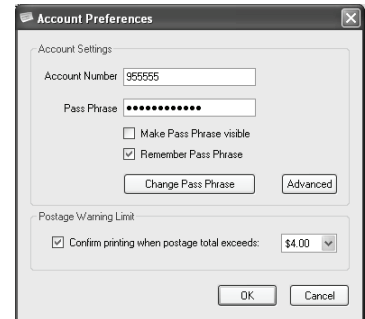 Account Preferences
Account Settings
Account Number 955555
Pass Phrase ●●●●●●●●●●●●
Make Pass Phrase visible
Remember Pass Phrase
Change Pass Phrase Advanced
Postage Warning Limit
Confirm printing when postage total exceeds: $4.00
OK Cancel